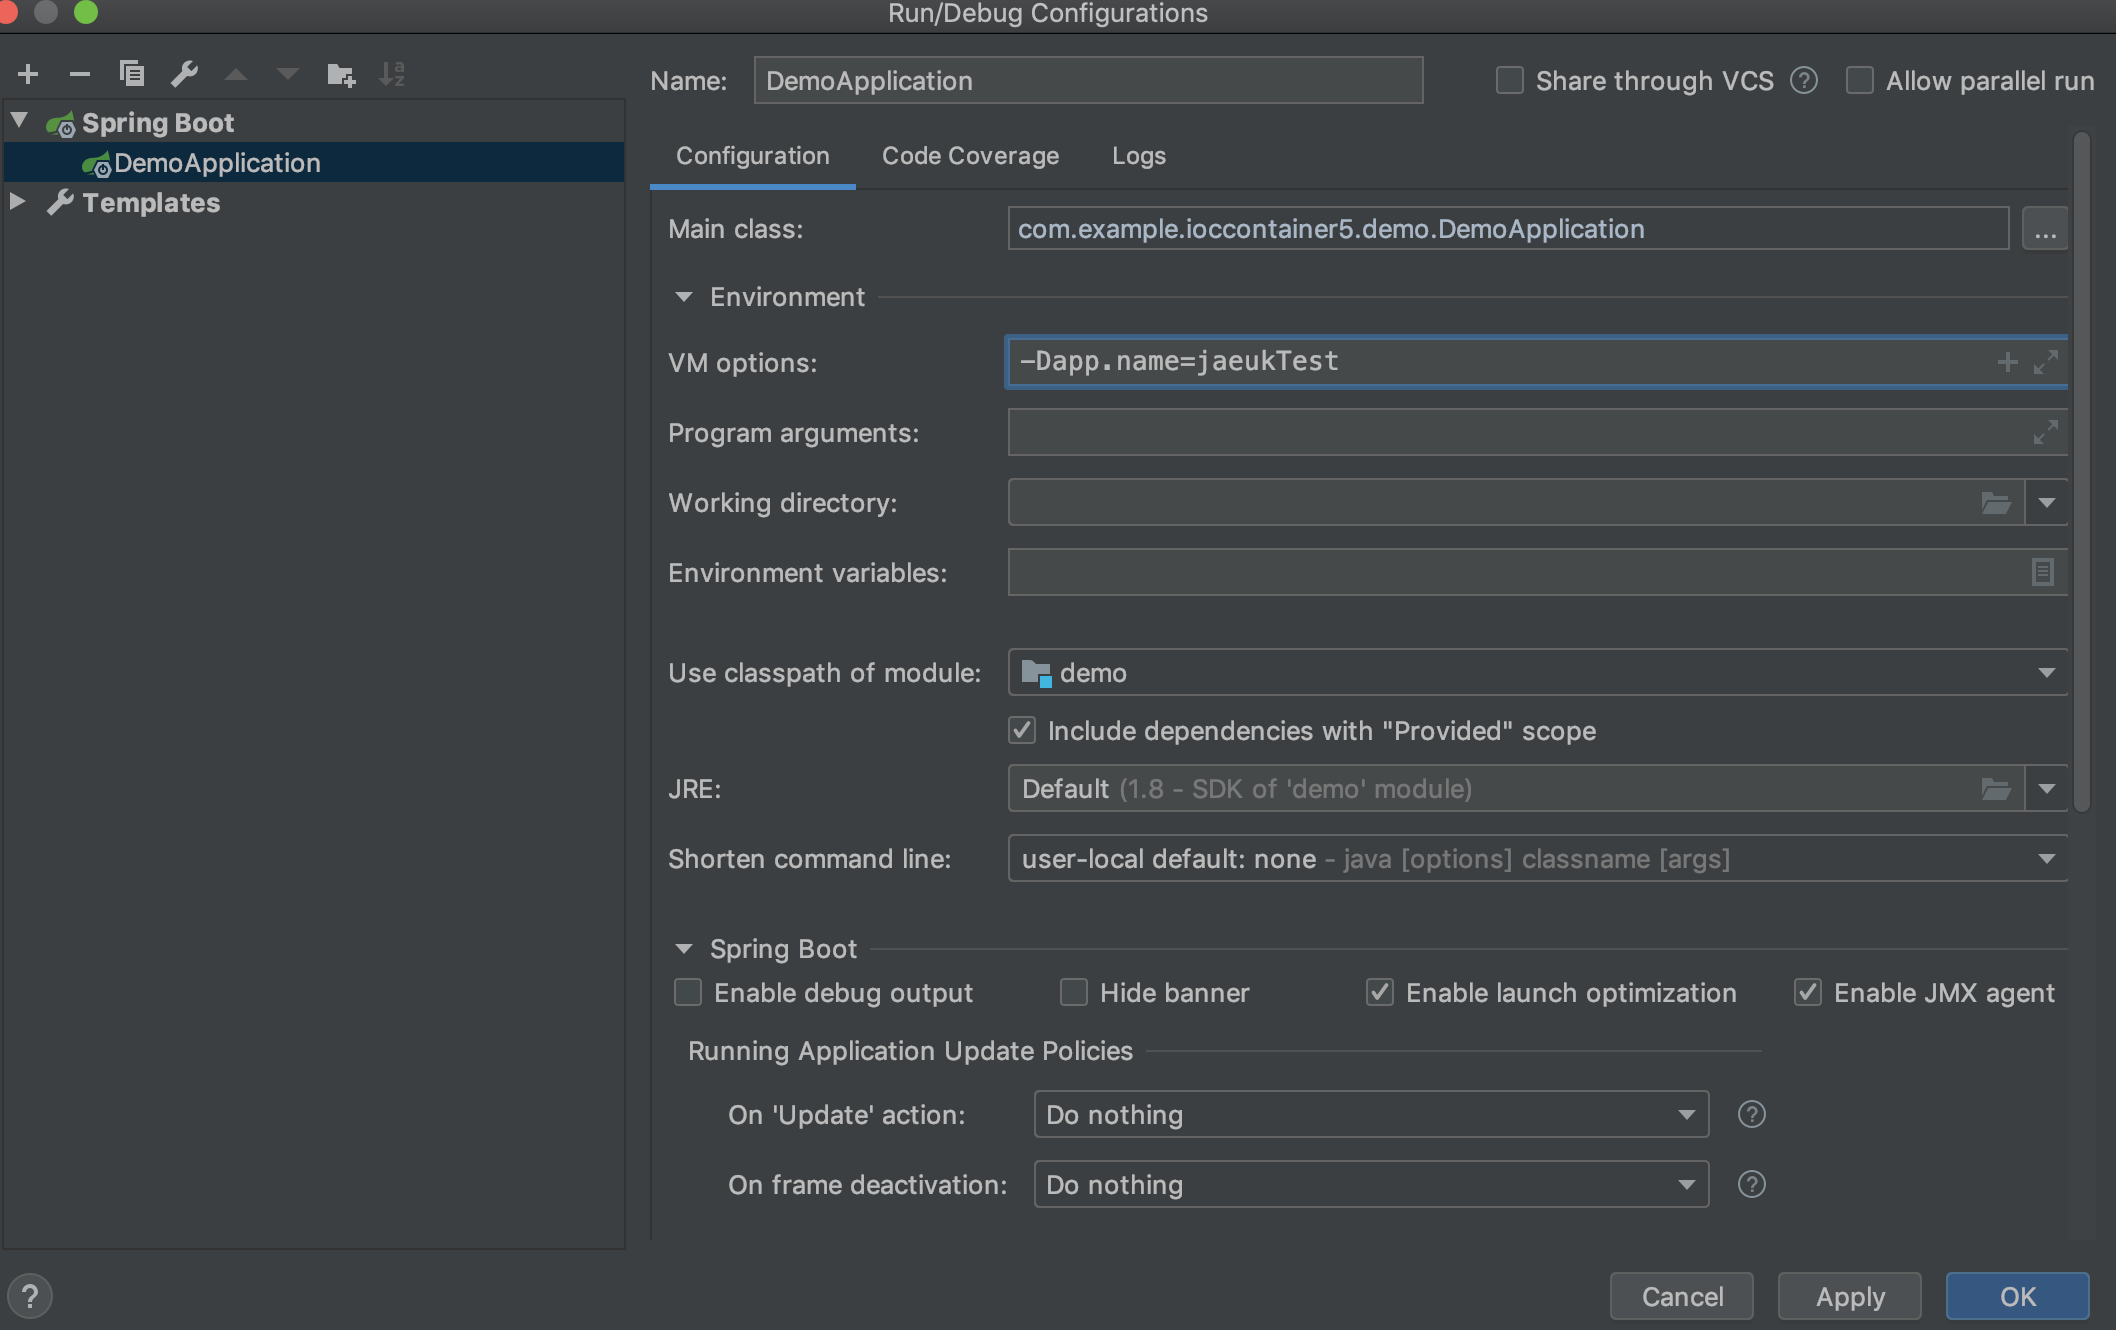 Run/Debug Configurations
Name: DemoApplication Share through VCS ? Allow parallel run
Spring Boot
DemoApplication
Templates
Configuration Code Coverage Logs
Main class: com.example.ioccontainer5.demo.DemoApplication ...
Environment
VM options: -Dapp.name=jaeukTest
Program arguments:
Working directory:
Environment variables:
Use classpath of module: demo
Include dependencies with "Provided" scope
JRE: Default (1.8 - SDK of 'demo' module)
Shorten command line: user-local default: none - java [options] classname [args]
Spring Boot
Enable debug output Hide banner Enable launch optimization Enable JMX agent
Running Application Update Policies
On 'Update' action: Do nothing ?
On frame deactivation: Do nothing ?
? Cancel Apply OK